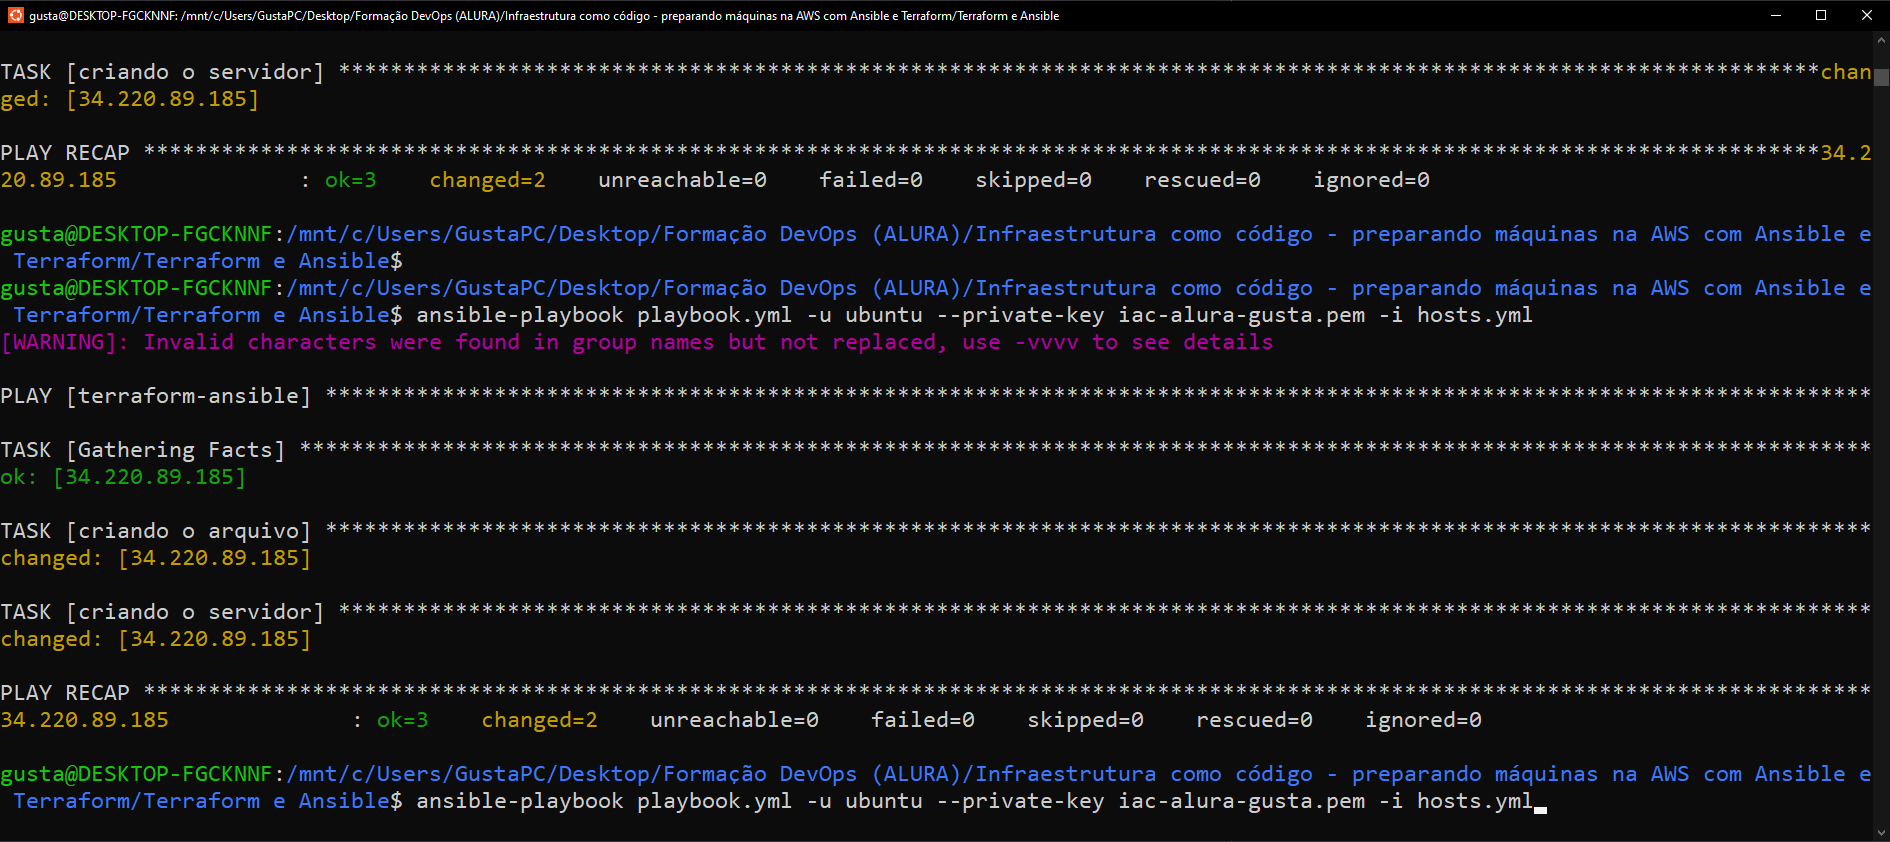 gusta@DESKTOP-FGCKNNF: /mnt/c/Users/GustaPC/Desktop/Formação DevOps (ALURA)/Infraestrutura como código - preparando máquinas na AWS com Ansible e Terraform/Terraform e Ansible
TASK [criando o servidor] ******************************************************************************************************************chan
ged: [34.220.89.185]
PLAY RECAP *********************************************************************************************************************************34.2
20.89.185              : ok=3    changed=2    unreachable=0    failed=0    skipped=0    rescued=0    ignored=0
gusta@DESKTOP-FGCKNNF:/mnt/c/Users/GustaPC/Desktop/Formação DevOps (ALURA)/Infraestrutura como código - preparando máquinas na AWS com Ansible e
 Terraform/Terraform e Ansible$
gusta@DESKTOP-FGCKNNF:/mnt/c/Users/GustaPC/Desktop/Formação DevOps (ALURA)/Infraestrutura como código - preparando máquinas na AWS com Ansible e
 Terraform/Terraform e Ansible$ ansible-playbook playbook.yml -u ubuntu --private-key iac-alura-gusta.pem -i hosts.yml
[WARNING]: Invalid characters were found in group names but not replaced, use -vvvv to see details
PLAY [terraform-ansible] ***********************************************************************************************************************
TASK [Gathering Facts] *************************************************************************************************************************
ok: [34.220.89.185]
TASK [criando o arquivo] ***********************************************************************************************************************
changed: [34.220.89.185]
TASK [criando o servidor] **********************************************************************************************************************
changed: [34.220.89.185]
PLAY RECAP *************************************************************************************************************************************
34.220.89.185              : ok=3    changed=2    unreachable=0    failed=0    skipped=0    rescued=0    ignored=0
gusta@DESKTOP-FGCKNNF:/mnt/c/Users/GustaPC/Desktop/Formação DevOps (ALURA)/Infraestrutura como código - preparando máquinas na AWS com Ansible e
 Terraform/Terraform e Ansible$ ansible-playbook playbook.yml -u ubuntu --private-key iac-alura-gusta.pem -i hosts.yml